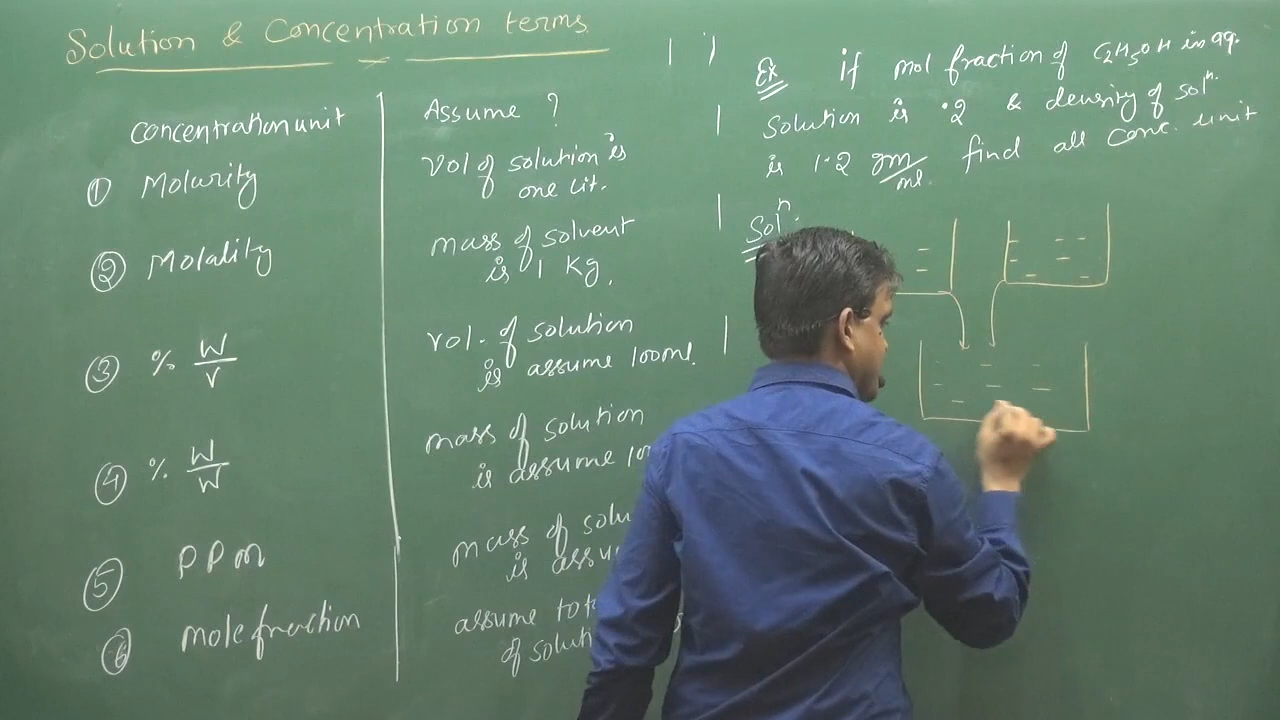 Solution & Concentration terms
Concentration unit
Assume ?
① Molarity
Vol of solution is
one lit.
② Molality
mass of solvent
is 1 Kg.
③ % W/V
vol. of solution
is assume 100ml.
④ % W/W
mass of solution
is assume
⑤ PPm
mass of
is
⑥ Mole fraction
assume
of
Ex if mol fraction of C2H5OH in aq.
Solution is .2 & density of solⁿ.
is 1.2 gm/ml. find all conc. unit
Solⁿ.